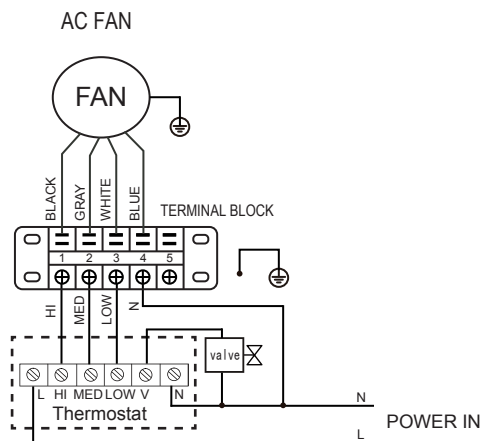 AC FAN
FAN
BLACK
GRAY
WHITE
BLUE
TERMINAL BLOCK
1 2 3 4 5
HI
MED
LOW
N
valve
L HI MED LOW V N
Thermostat
N
POWER IN
L